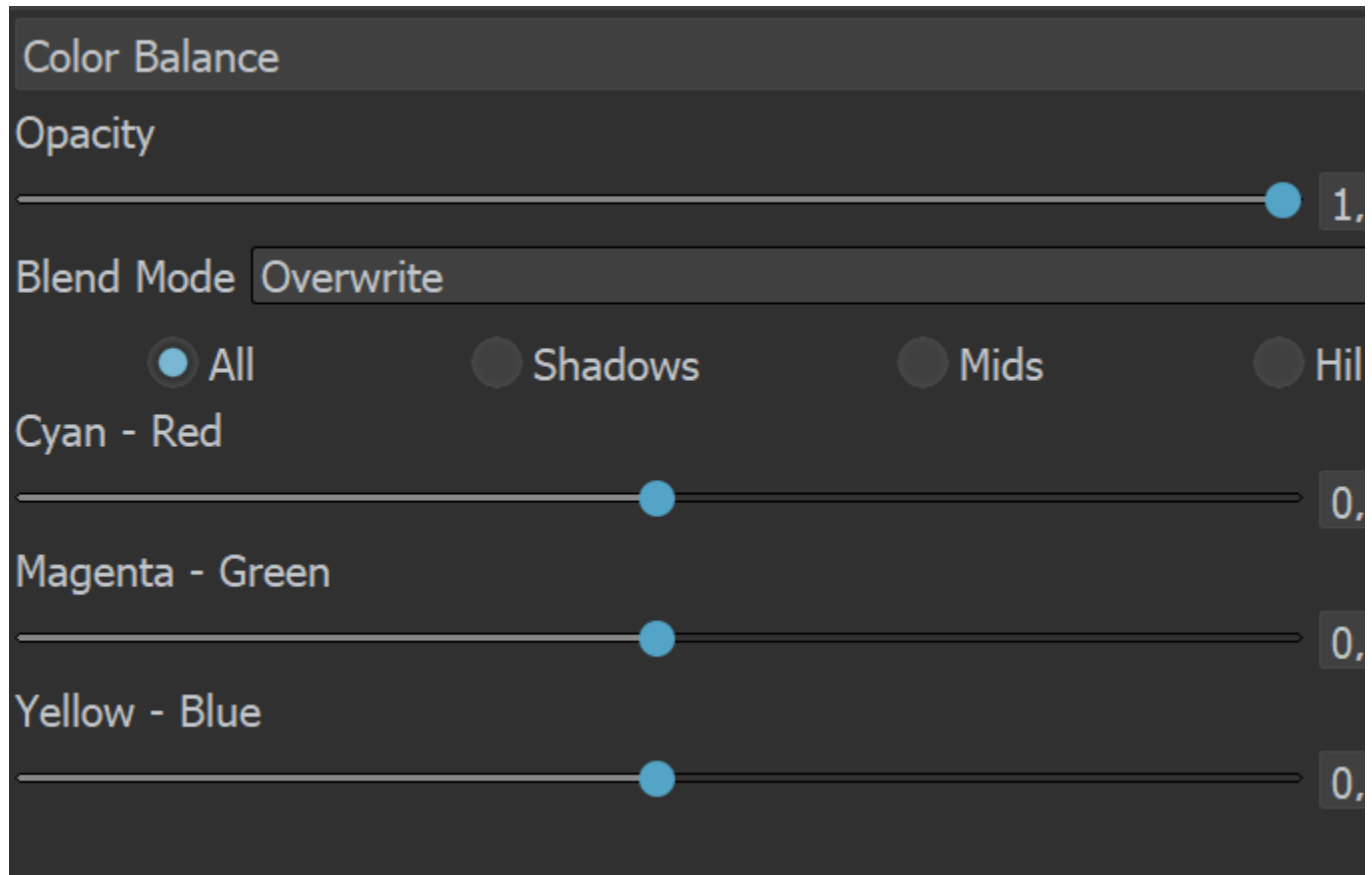 Color Balance
Opacity
1,
Blend Mode Overwrite
All Shadows Mids Hil
Cyan - Red
0,
Magenta - Green
0,
Yellow - Blue
0,